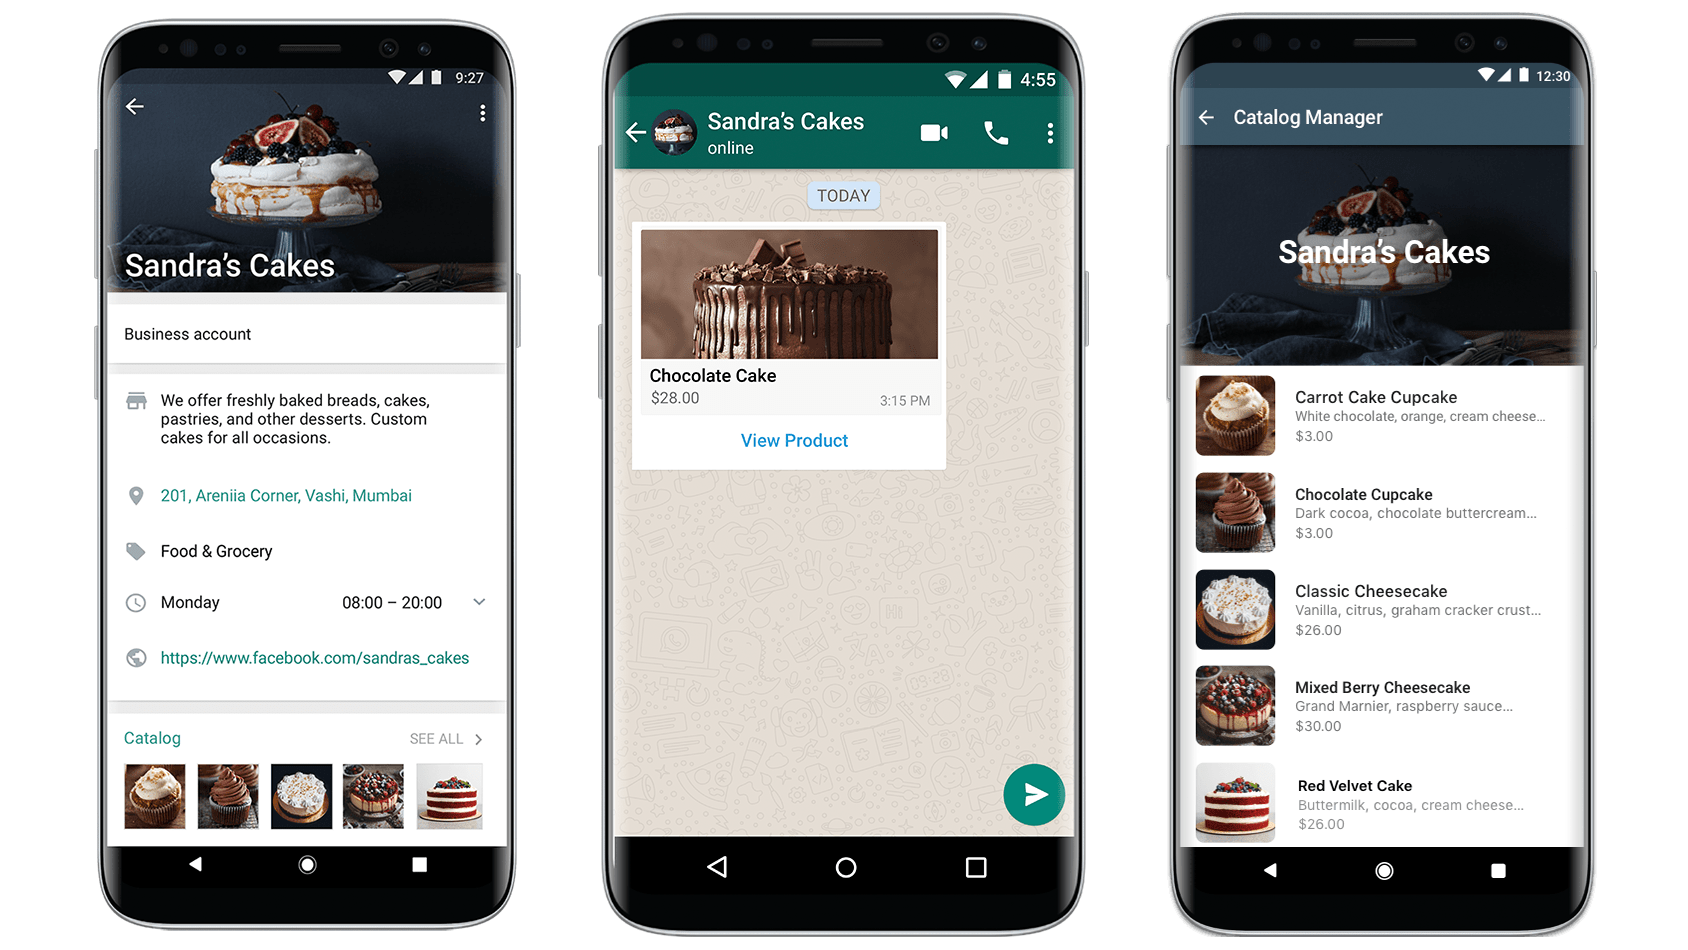 9:27
Sandra's Cakes
Business account
We offer freshly baked breads, cakes,
pastries, and other desserts. Custom
cakes for all occasions.
201, Areniia Corner, Vashi, Mumbai
Food & Grocery
Monday 08:00 – 20:00
https://www.facebook.com/sandras_cakes
Catalog SEE ALL
4:55
Sandra's Cakes
online
TODAY
Chocolate Cake
$28.00 3:15 PM
View Product
12:30
Catalog Manager
Sandra's Cakes
Carrot Cake Cupcake
White chocolate, orange, cream cheese...
$3.00
Chocolate Cupcake
Dark cocoa, chocolate buttercream...
$3.00
Classic Cheesecake
Vanilla, citrus, graham cracker crust...
$26.00
Mixed Berry Cheesecake
Grand Marnier, raspberry sauce...
$30.00
Red Velvet Cake
Buttermilk, cocoa, cream cheese...
$26.00